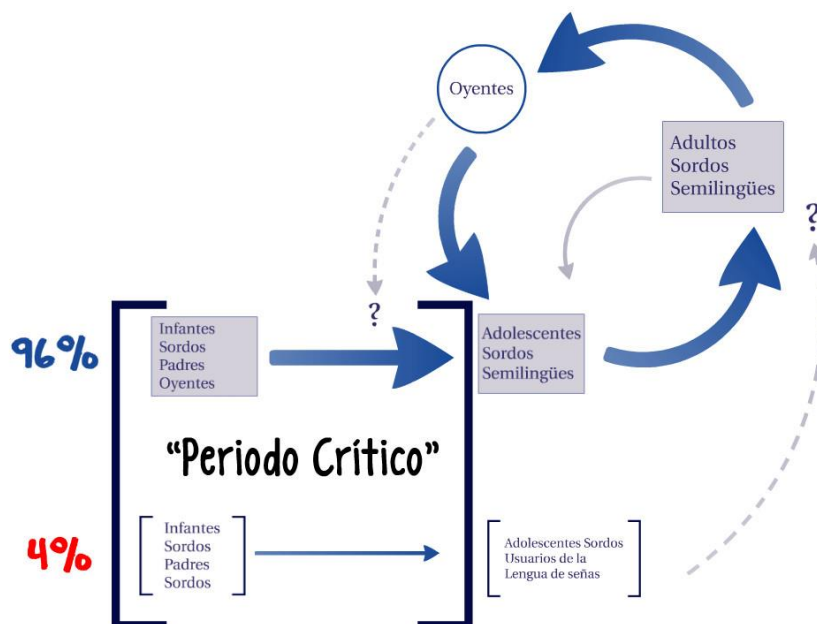 Oyentes
Adultos
Sordos
Semilingües
?
?
96%
Infantes
Sordos
Padres
Oyentes
Adolescentes
Sordos
Semilingües
“Periodo Crítico”
4%
Infantes
Sordos
Padres
Sordos
Adolescentes Sordos
Usuarios de la
Lengua de señas